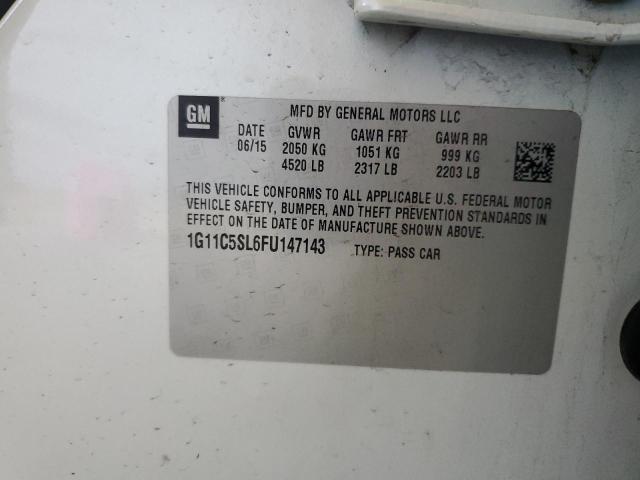 GM ®
MFD BY GENERAL MOTORS LLC
DATE GVWR GAWR FRT GAWR RR
06/15 2050 KG 1051 KG 999 KG
4520 LB 2317 LB 2203 LB
THIS VEHICLE CONFORMS TO ALL APPLICABLE U.S. FEDERAL MOTOR
VEHICLE SAFETY, BUMPER, AND THEFT PREVENTION STANDARDS IN
EFFECT ON THE DATE OF MANUFACTURE SHOWN ABOVE.
1G11C5SL6FU147143 TYPE: PASS CAR